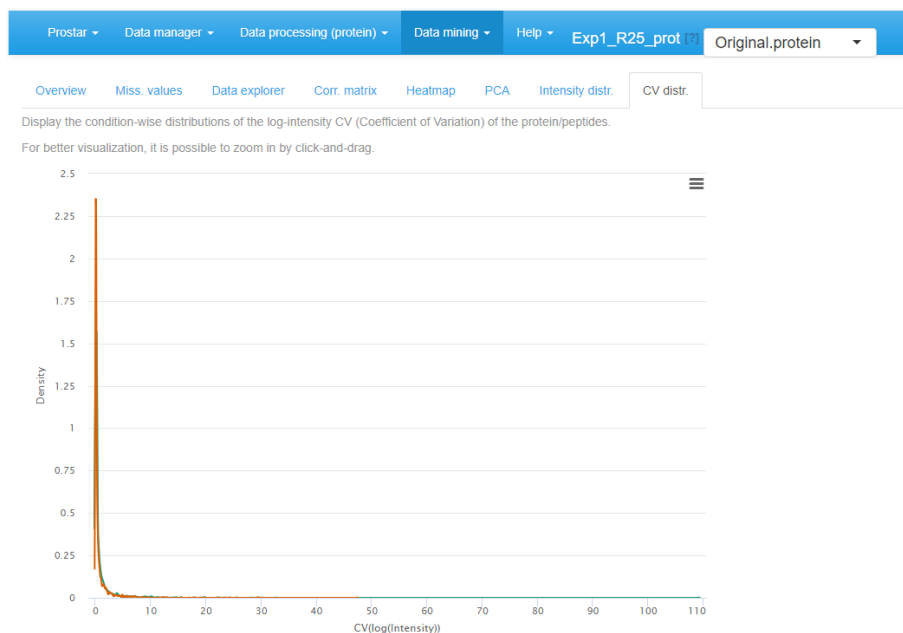 Prostar Data manager Data processing (protein) Data mining Help Exp1_R25_prot [?] Original.protein
Overview Miss. values Data explorer Corr. matrix Heatmap PCA Intensity distr. CV distr.
Display the condition-wise distributions of the log-intensity CV (Coefficient of Variation) of the protein/peptides.
For better visualization, it is possible to zoom in by click-and-drag.
2.5
2.25
2
1.75
1.5
1.25
1
0.75
0.5
0.25
0
Density
0 10 20 30 40 50 60 70 80 90 100 110
CV(log(Intensity))